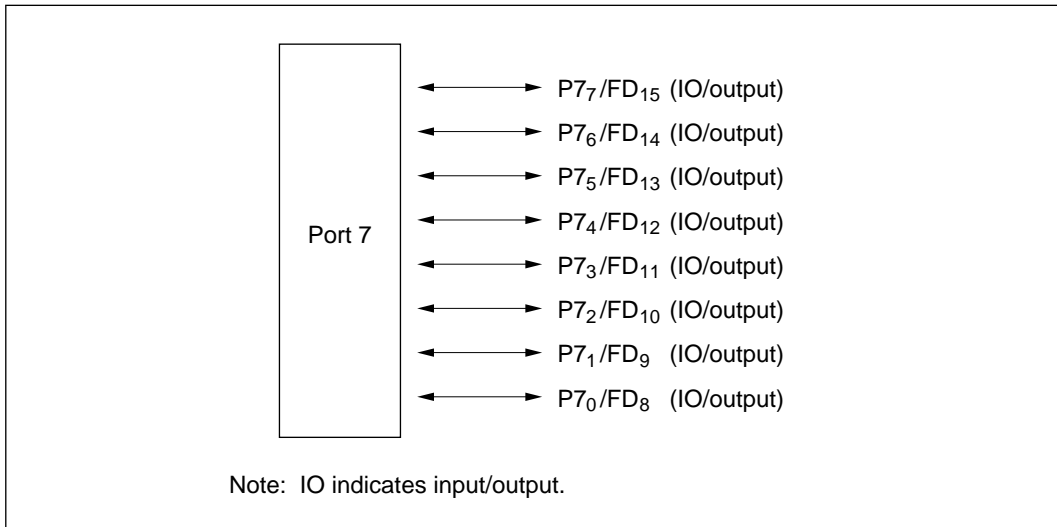 P7₇/FD₁₅ (IO/output)
P7₆/FD₁₄ (IO/output)
P7₅/FD₁₃ (IO/output)
P7₄/FD₁₂ (IO/output)
Port 7
P7₃/FD₁₁ (IO/output)
P7₂/FD₁₀ (IO/output)
P7₁/FD₉ (IO/output)
P7₀/FD₈ (IO/output)
Note: IO indicates input/output.